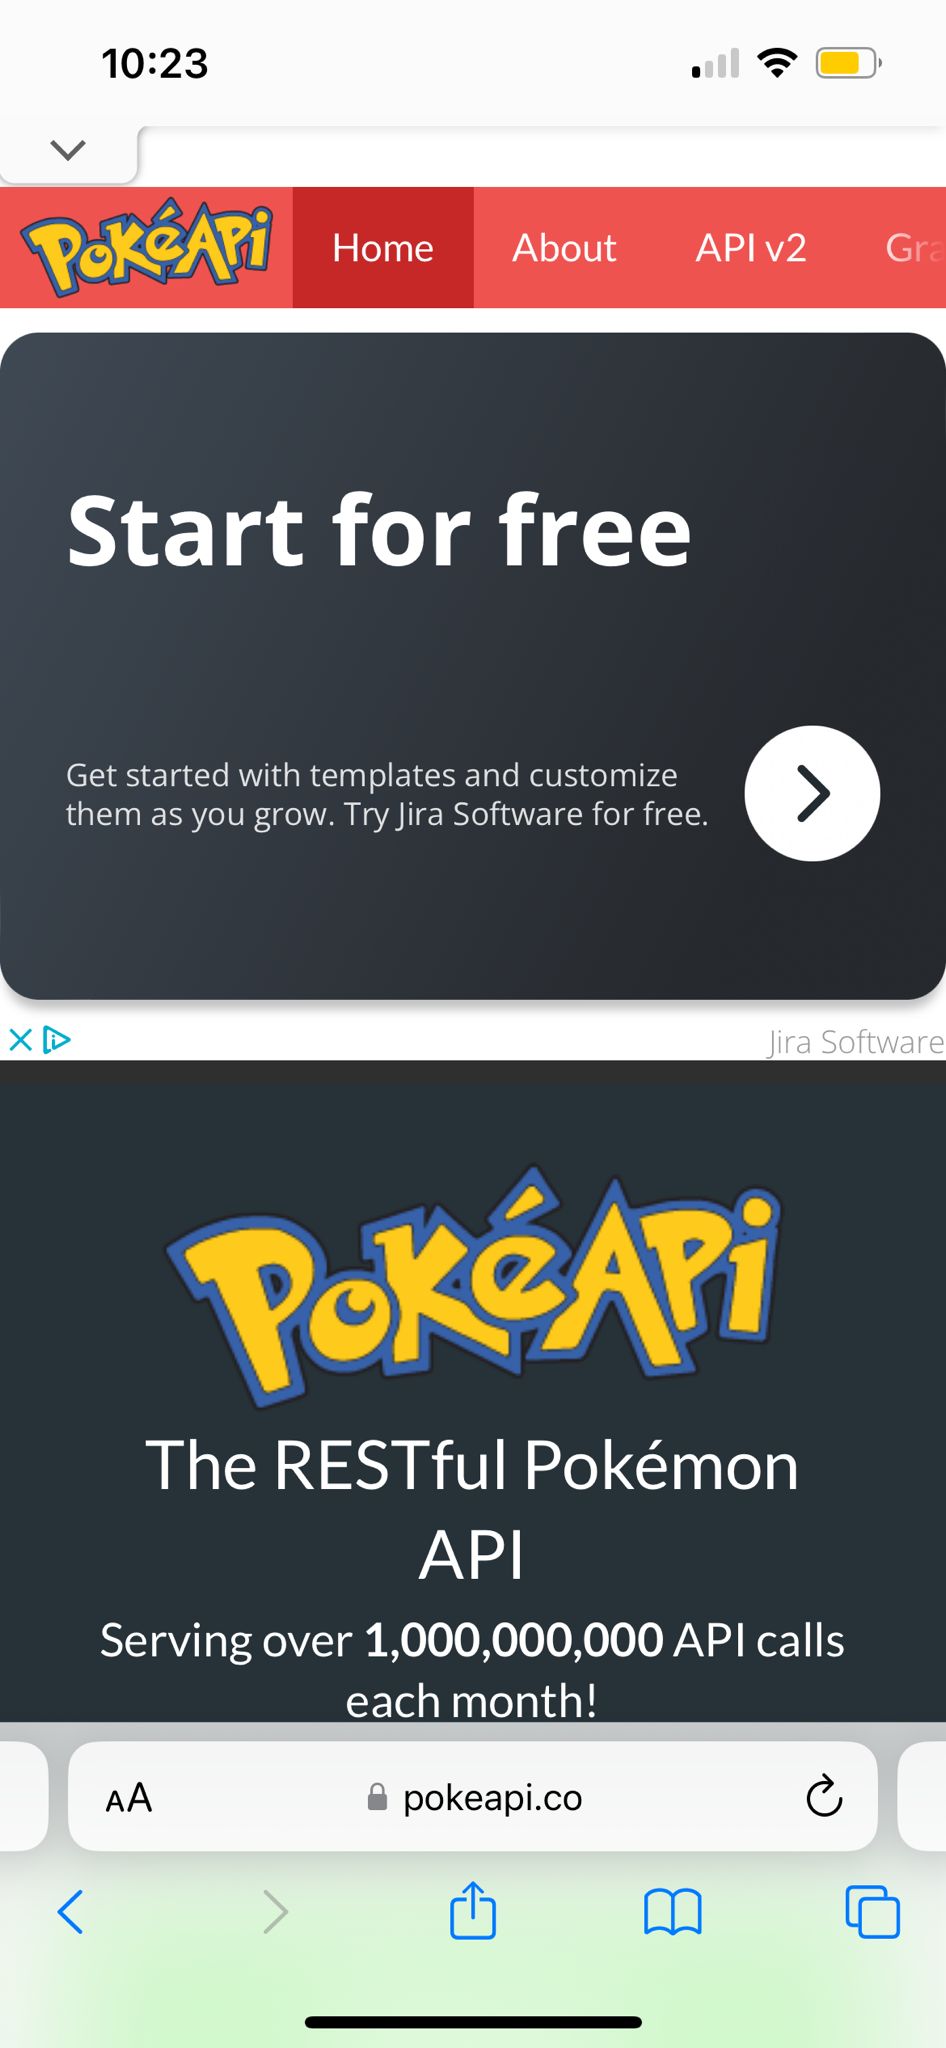 10:23
PokéAPi
Home
About
API v2
Gra
Start for free
Get started with templates and customize
them as you grow. Try Jira Software for free.
Jira Software
PokéAPi
The RESTful Pokémon
API
Serving over 1,000,000,000 API calls
each month!
AA
pokeapi.co